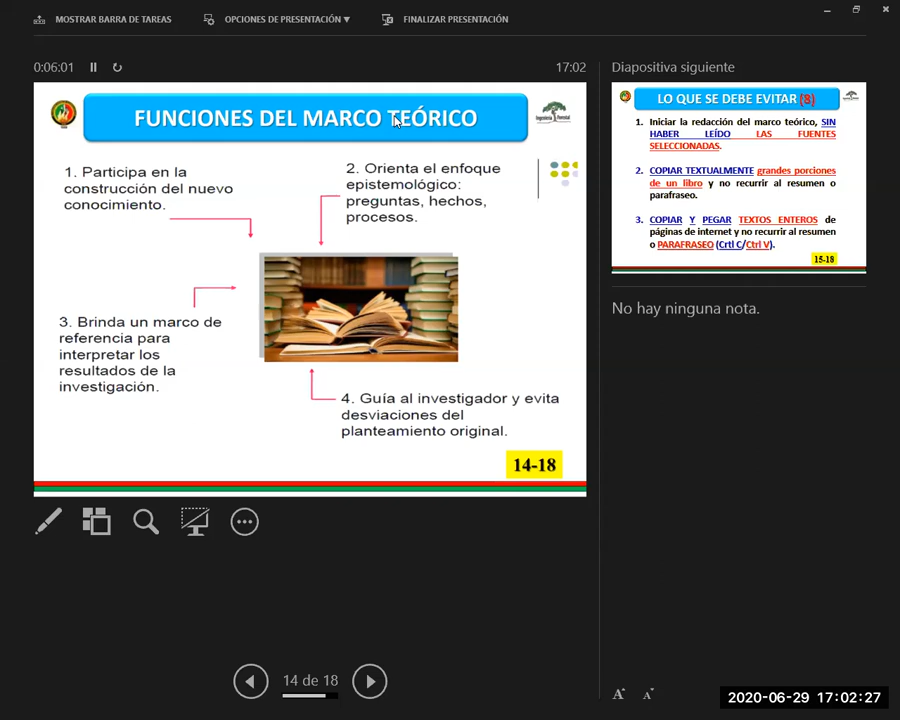 MOSTRAR BARRA DE TAREAS
OPCIONES DE PRESENTACIÓN ▼
FINALIZAR PRESENTACIÓN
0:06:01
17:02
FUNCIONES DEL MARCO TEÓRICO
Ingeniería Forestal
1. Participa en la
construcción del nuevo
conocimiento.
2. Orienta el enfoque
epistemológico:
preguntas, hechos,
procesos.
3. Brinda un marco de
referencia para
interpretar los
resultados de la
investigación.
4. Guía al investigador y evita
desviaciones del
planteamiento original.
14-18
14 de 18
Diapositiva siguiente
LO QUE SE DEBE EVITAR (8)
1. Iniciar la redacción del marco teórico, SIN
HABER LEÍDO LAS FUENTES
SELECCIONADAS.
2. COPIAR TEXTUALMENTE grandes porciones
de un libro y no recurrir al resumen o
parafraseo.
3. COPIAR Y PEGAR TEXTOS ENTEROS de
páginas de internet y no recurrir al resumen
o PARAFRASEO (Crtl C/Ctrl V).
15-18
No hay ninguna nota.
A A
2020-06-29 17:02:27